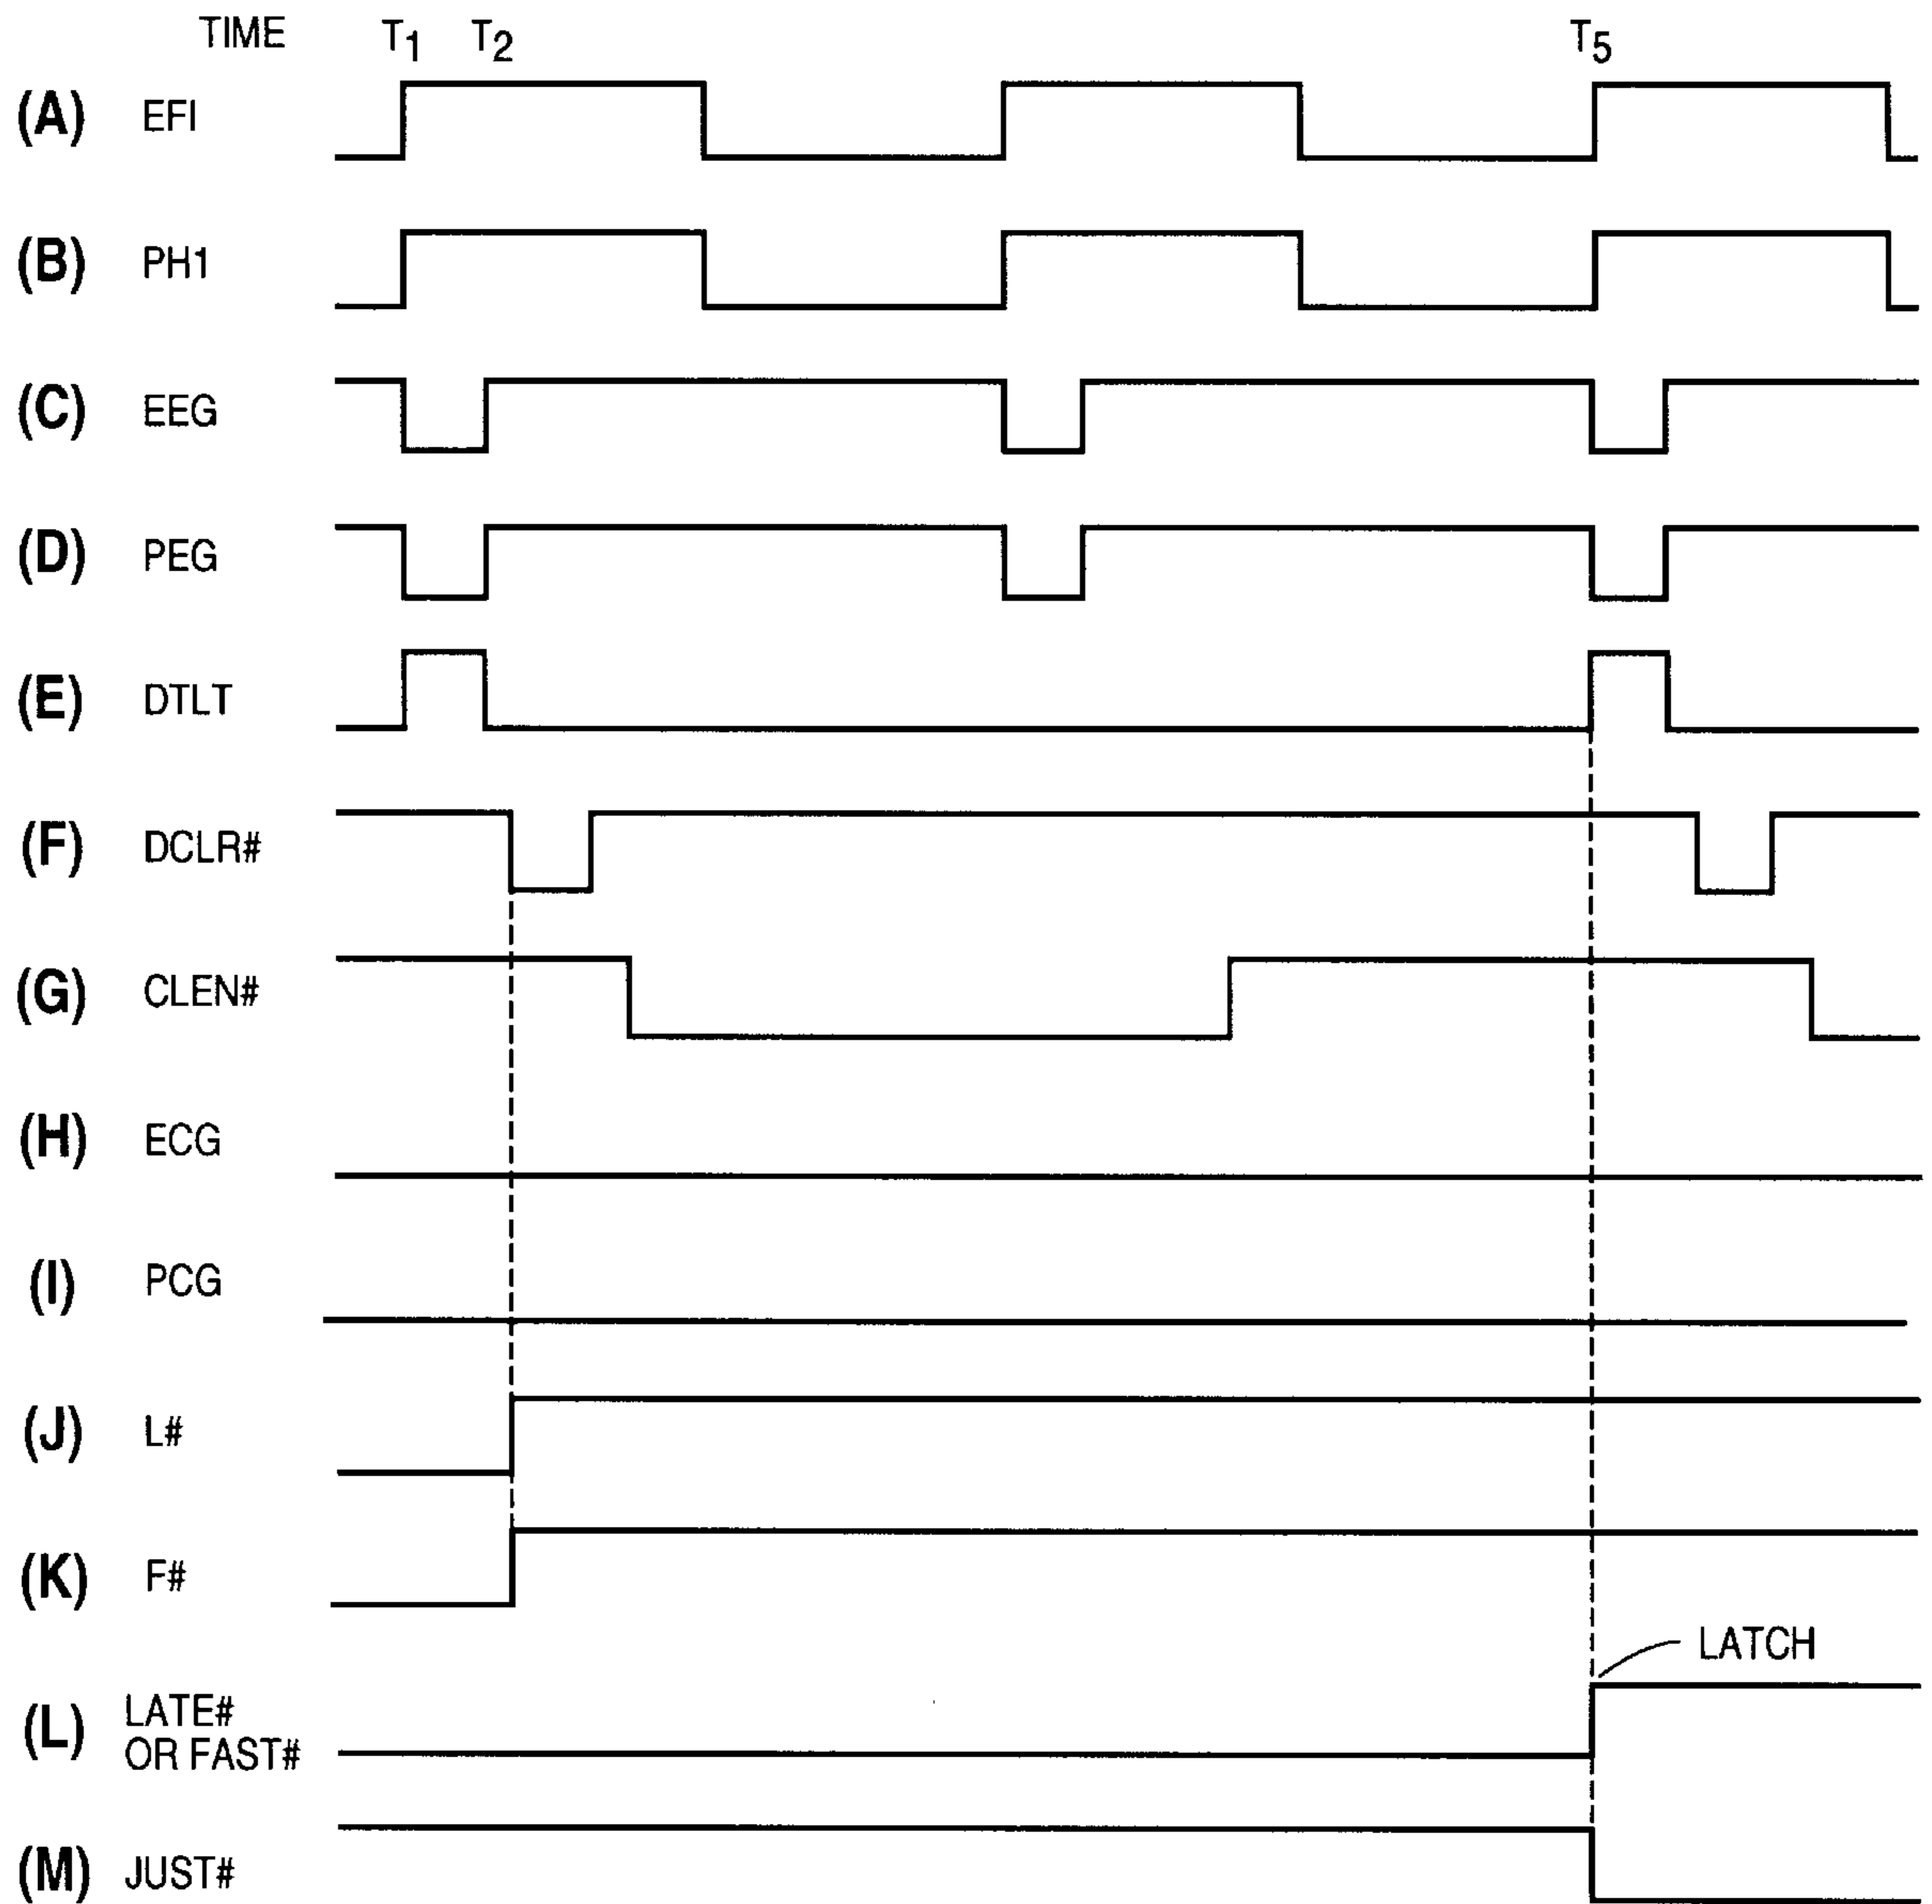 TIME T1 T2 T5
(A) EFI
(B) PH1
(C) EEG
(D) PEG
(E) DTLT
(F) DCLR#
(G) CLEN#
(H) ECG
(I) PCG
(J) L#
(K) F#
LATCH
(L) LATE#
OR FAST#
(M) JUST#